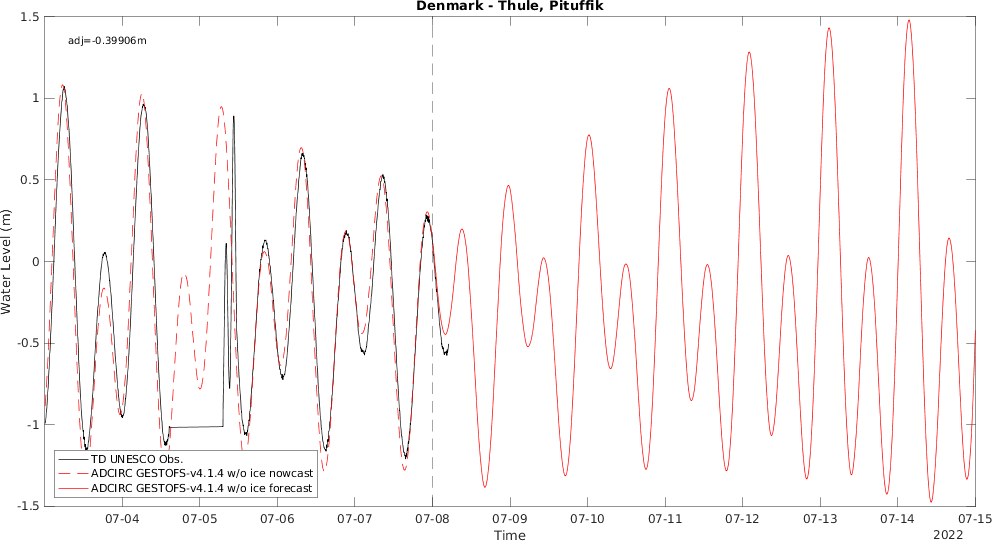 Denmark - Thule, Pituffik
adj=-0.39906m
Water Level (m)
1.5
1
0.5
0
-0.5
-1
-1.5
TD UNESCO Obs.
ADCIRC GESTOFS-v4.1.4 w/o ice nowcast
ADCIRC GESTOFS-v4.1.4 w/o ice forecast
07-04 07-05 07-06 07-07 07-08 07-09 07-10 07-11 07-12 07-13 07-14 07-15
Time
2022